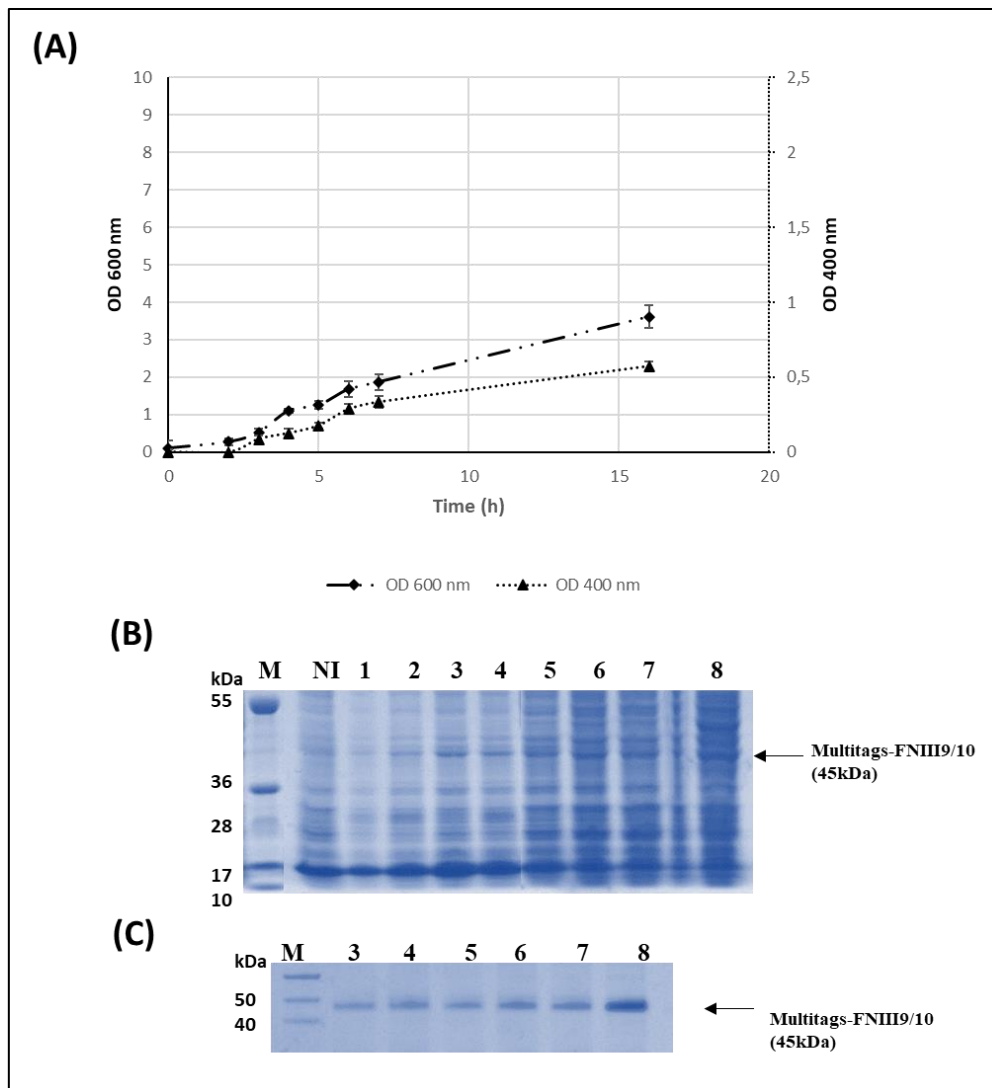 (A)
10
9
8
7
6
5
4
3
2
1
0
OD 600 nm
2,5
2
1,5
1
0,5
0
OD 400 nm
0 5 10 15 20
Time (h)
OD 600 nm OD 400 nm
(B)
kDa M NI 1 2 3 4 5 6 7 8
55
36
28
17
10
Multitags-FNIII9/10
(45kDa)
(C)
kDa M 3 4 5 6 7 8
50
40
Multitags-FNIII9/10
(45kDa)